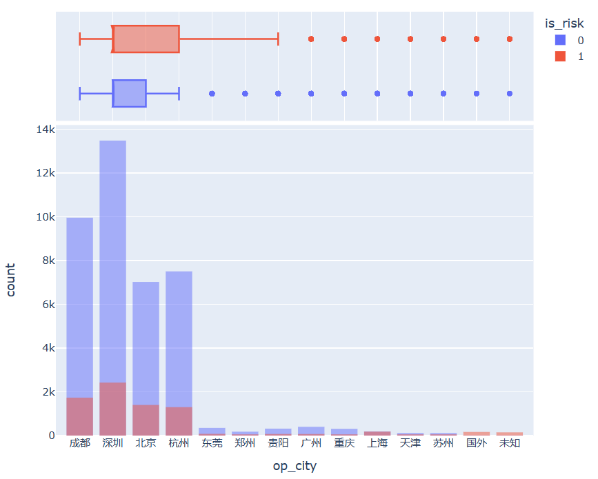 is_risk
0
1
14k
12k
10k
8k
6k
4k
2k
0
count
成都 深圳 北京 杭州 东莞 郑州 贵阳 广州 重庆 上海 天津 苏州 国外 未知
op_city